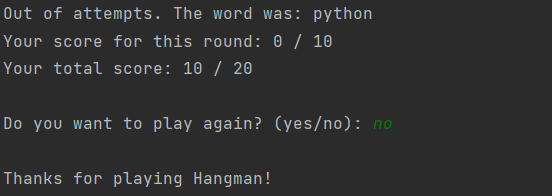 Out of attempts. The word was: python
Your score for this round: 0 / 10
Your total score: 10 / 20
Do you want to play again? (yes/no): no
Thanks for playing Hangman!